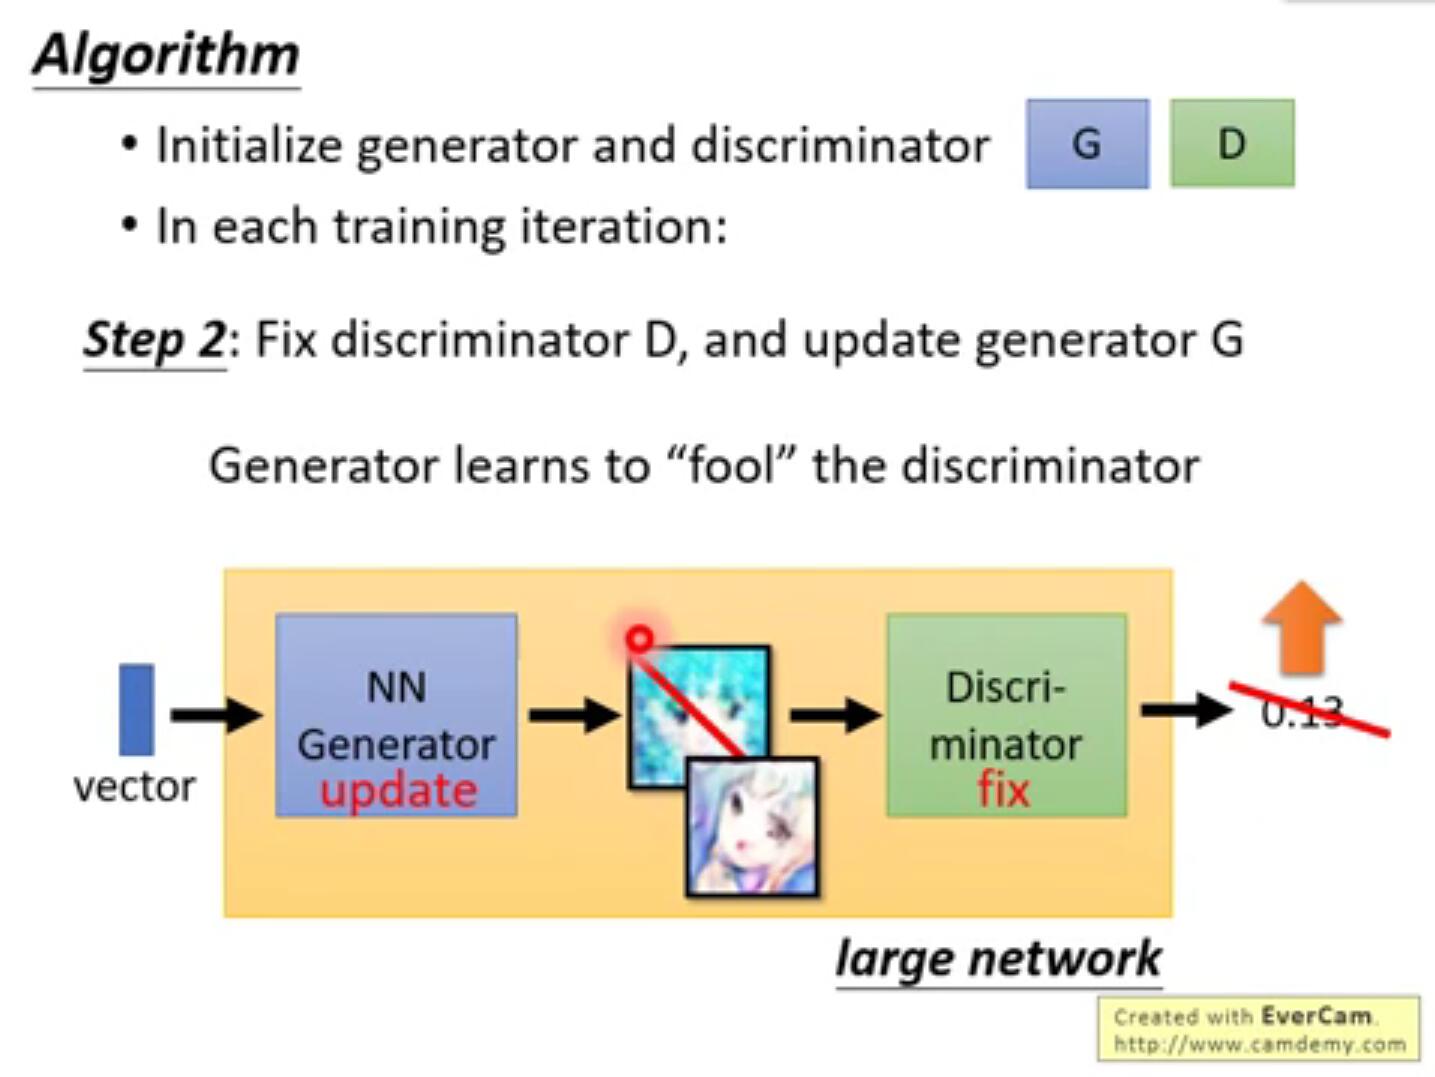 Algorithm
• Initialize generator and discriminator G D
• In each training iteration:
Step 2: Fix discriminator D, and update generator G
Generator learns to “fool” the discriminator
vector
NN
Generator
update
Discri-
minator
fix
0.13
large network
Created with EverCam.
http://www.camdemy.com